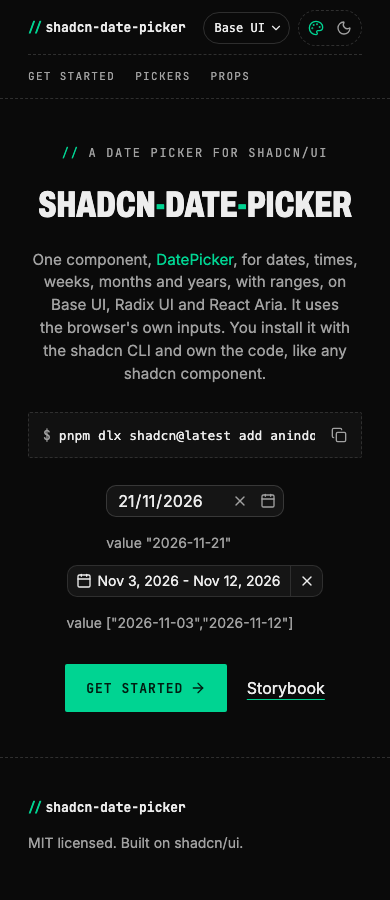 // shadcn-date-picker
Base UI
GET STARTED PICKERS PROPS
// A DATE PICKER FOR SHADCN/UI
SHADCN-DATE-PICKER
One component, DatePicker, for dates, times,
weeks, months and years, with ranges, on
Base UI, Radix UI and React Aria. It uses
the browser's own inputs. You install it with
the shadcn CLI and own the code, like any
shadcn component.
$ pnpm dlx shadcn@latest add
21/11/2026
value "2026-11-21"
Nov 3, 2026 - Nov 12, 2026
value ["2026-11-03","2026-11-12"]
GET STARTED →
Storybook
// shadcn-date-picker
MIT licensed. Built on shadcn/ui.